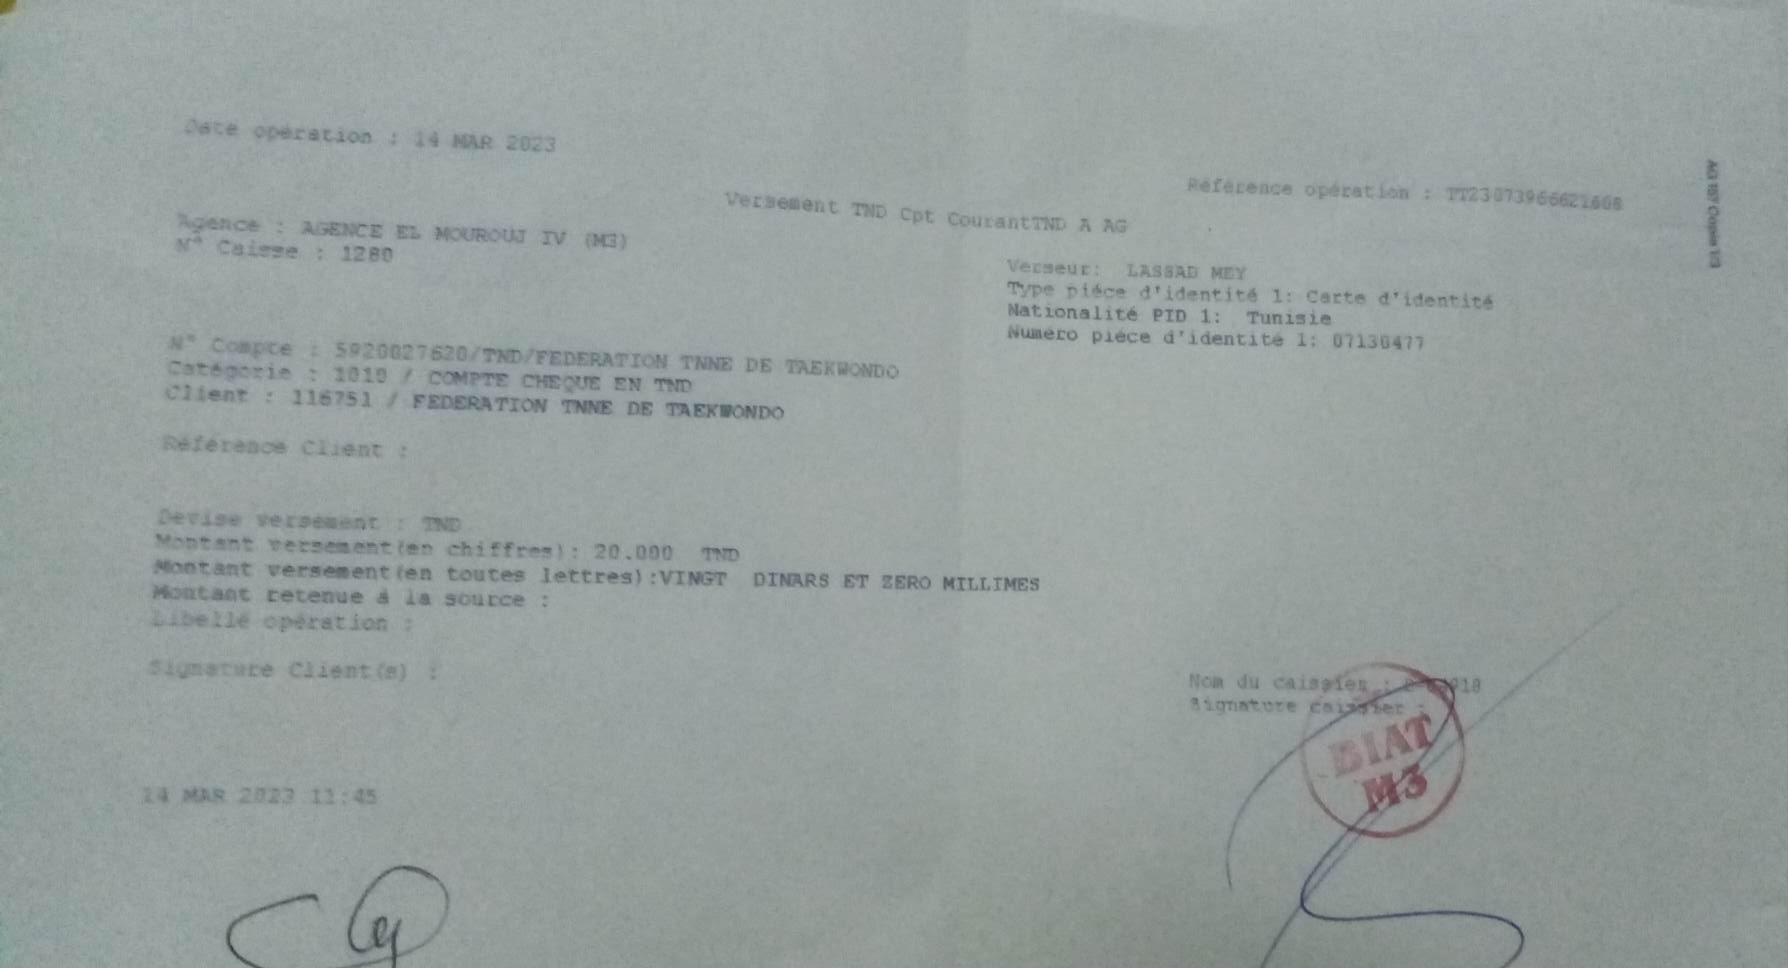 Date opération : 14 MAR 2023
Référence opération : TT23073966621608
Versement TND Cpt CourantTND A AG
Agence : AGENCE EL MOUROUJ IV (M3)
N° Caisse : 1280
Verseur: LASSAD MEY
Type piéce d'identité 1: Carte d'identité
Nationalité PID 1: Tunisie
Numéro piéce d'identité 1: 07130477
N° Compte : 5920027620/TND/FEDERATION TNNE DE TAEKWONDO
Catégorie : 1010 / COMPTE CHEQUE EN TND
Client : 116751 / FEDERATION TNNE DE TAEKWONDO
Référence Client :
Devise versement : TND
Montant versement(en chiffres): 20.000 TND
Montant versement(en toutes lettres):VINGT DINARS ET ZERO MILLIMES
Montant retenue à la source :
Libellé opération :
Signature Client(s) :
Nom du caissier :
Signature caissier :
BIAT
M3
14 MAR 2023 11:45